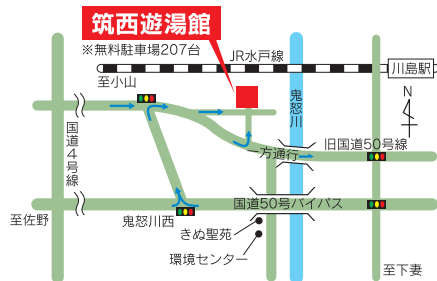 筑西遊湯館
※無料駐車場207台
JR水戸線
川島駅
至小山
N
鬼怒川
国道4号線
旧国道50号線
一方通行
国道50号バイパス
至佐野
鬼怒川西
きぬ聖苑
環境センター
至下妻